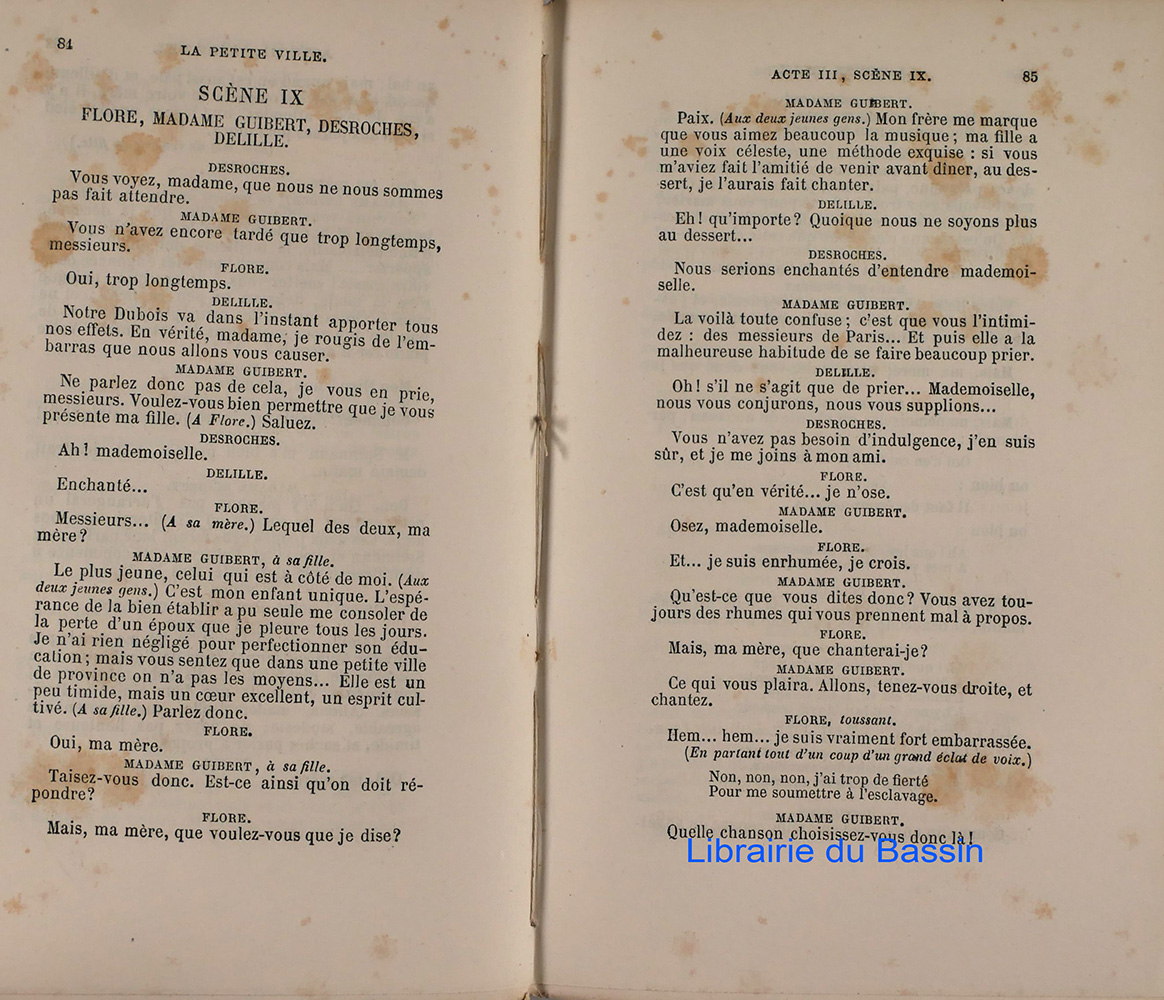 84
LA PETITE VILLE.
SCÈNE IX
FLORE, MADAME GUIBERT, DESROCHES,
DELILLE.
DESROCHES.
Vous voyez, madame, que nous ne nous sommes
pas fait attendre.
MADAME GUIBERT.
Vous n'avez encore tardé que trop longtemps,
messieurs.
FLORE.
Oui, trop longtemps.
DELILLE.
Notre Dubois va dans l'instant apporter tous
nos effets. En vérité, madame, je rougis de l'em-
barras que nous allons vous causer.
MADAME GUIBERT.
Ne parlez donc pas de cela, je vous en prie,
messieurs. Voulez-vous bien permettre que je vous
présente ma fille. (A Flore.) Saluez.
DESROCHES.
Ah! mademoiselle.
DELILLE.
Enchanté...
FLORE.
Messieurs... (A sa mère.) Lequel des deux, ma
mère?
MADAME GUIBERT, à sa fille.
Le plus jeune, celui qui est à côté de moi. (Aux
deux jeunes gens.) C'est mon enfant unique. L'espé-
rance de la bien établir a pu seule me consoler de
la perte d'un époux que je pleure tous les jours.
Je n'ai rien négligé pour perfectionner son édu-
cation; mais vous sentez que dans une petite ville
de province on n'a pas les moyens... Elle est un
peu timide, mais un cœur excellent, un esprit cul-
tivé. (A sa fille.) Parlez donc.
FLORE.
Oui, ma mère.
MADAME GUIBERT, à sa fille.
Taisez-vous donc. Est-ce ainsi qu'on doit ré-
pondre?
FLORE.
Mais, ma mère, que voulez-vous que je dise?
ACTE III, SCÈNE IX. 85
MADAME GUIBERT.
Paix. (Aux deux jeunes gens.) Mon frère me marque
que vous aimez beaucoup la musique; ma fille a
une voix céleste, une méthode exquise : si vous
m'aviez fait l'amitié de venir avant dîner, au des-
sert, je l'aurais fait chanter.
DELILLE.
Eh! qu'importe? Quoique nous ne soyons plus
au dessert...
DESROCHES.
Nous serions enchantés d'entendre mademoi-
selle.
MADAME GUIBERT.
La voilà toute confuse; c'est que vous l'intimi-
dez : des messieurs de Paris... Et puis elle a la
malheureuse habitude de se faire beaucoup prier.
DELILLE.
Oh! s'il ne s'agit que de prier... Mademoiselle,
nous vous conjurons, nous vous supplions...
DESROCHES.
Vous n'avez pas besoin d'indulgence, j'en suis
sûr, et je me joins à mon ami.
FLORE.
C'est qu'en vérité... je n'ose.
MADAME GUIBERT.
Osez, mademoiselle.
FLORE.
Et... je suis enrhumée, je crois.
MADAME GUIBERT.
Qu'est-ce que vous dites donc? Vous avez tou-
jours des rhumes qui vous prennent mal à propos.
FLORE.
Mais, ma mère, que chanterai-je?
MADAME GUIBERT.
Ce qui vous plaira. Allons, tenez-vous droite, et
chantez.
FLORE, toussant.
Hem... hem... je suis vraiment fort embarrassée.
(En partant tout d'un coup d'un grand éclat de voix.)
Non, non, non, j'ai trop de fierté
Pour me soumettre à l'esclavage.
MADAME GUIBERT.
Quelle chanson choisissez-vous donc là!
Librairie du Bassin